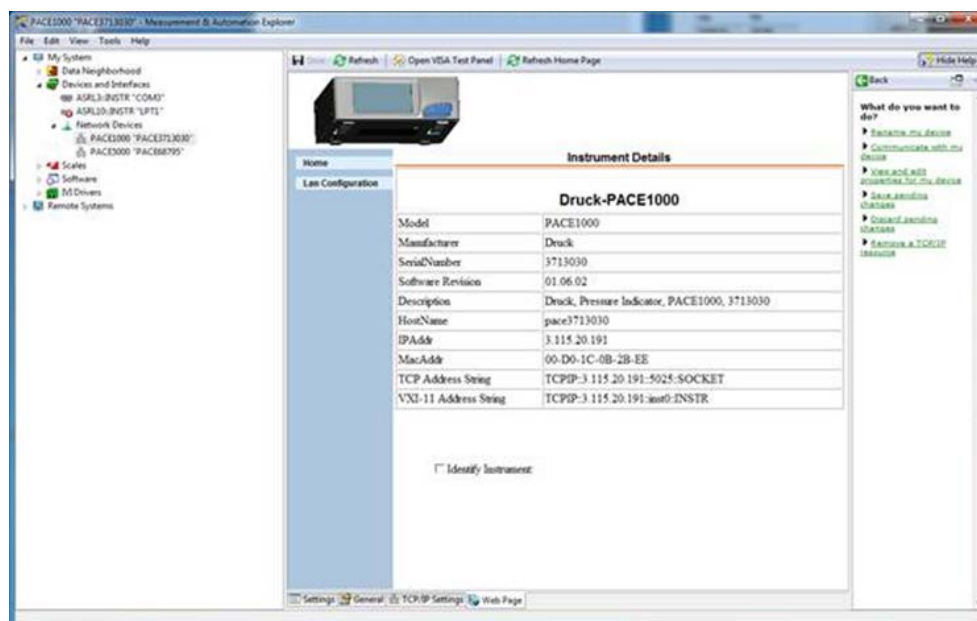 PACE1000 "PACE3713030" - Measurement & Automation Explorer
File Edit View Tools Help
My System
Data Neighborhood
Devices and Interfaces
ASRL3::INSTR "COM3"
ASRL10::INSTR "LPT1"
Network Devices
PACE1000 "PACE3713030"
PACE5000 "PACE68795"
Scales
Software
IVI Drivers
Remote Systems
Save Refresh Open VISA Test Panel Refresh Home Page Hide Help
Home
Lan Configuration
Instrument Details
Druck-PACE1000
Model PACE1000
Manufacturer Druck
SerialNumber 3713030
Software Revision 01.06.02
Description Druck, Pressure Indicator, PACE1000, 3713030
HostName pace3713030
IPAddr 3.115.20.191
MacAddr 00-D0-1C-0B-2B-EE
TCP Address String TCPIP::3.115.20.191::5025::SOCKET
VXI-11 Address String TCPIP::3.115.20.191::inst0::INSTR
Identify Instrument:
Settings General TCP/IP Settings Web Page
Back
What do you want to
do?
Rename my device
Communicate with my
device
View and edit
properties for my device
Save pending
changes
Discard pending
changes
Remove a TCP/IP
resource